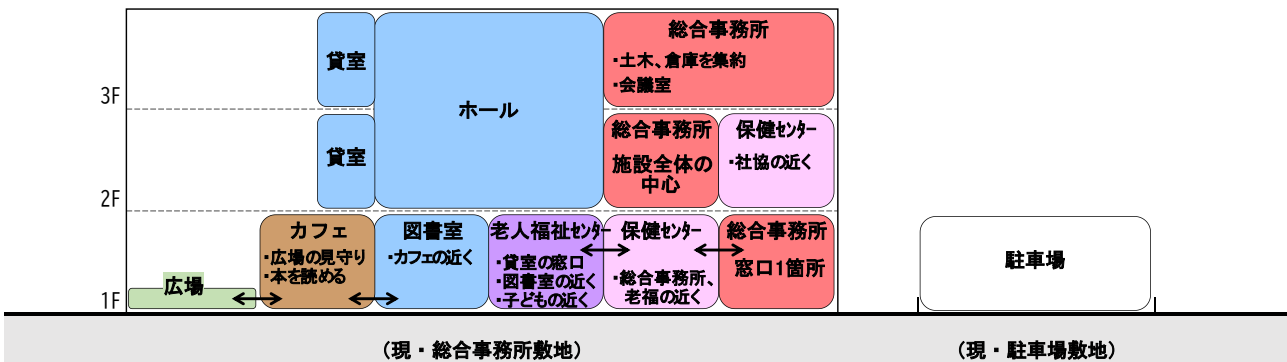 3F
貸室
ホール
総合事務所
・土木、倉庫を集約
・会議室
2F
貸室
総合事務所
施設全体の
中心
保健センター
・社協の近く
1F
広場
カフェ
・広場の見守り
・本を読める
図書室
・カフェの近く
老人福祉センター
・貸室の窓口
・図書室の近く
・子どもの近く
保健センター
・総合事務所、
老福の近く
総合事務所
窓口1箇所
駐車場
（現・総合事務所敷地）
（現・駐車場敷地）